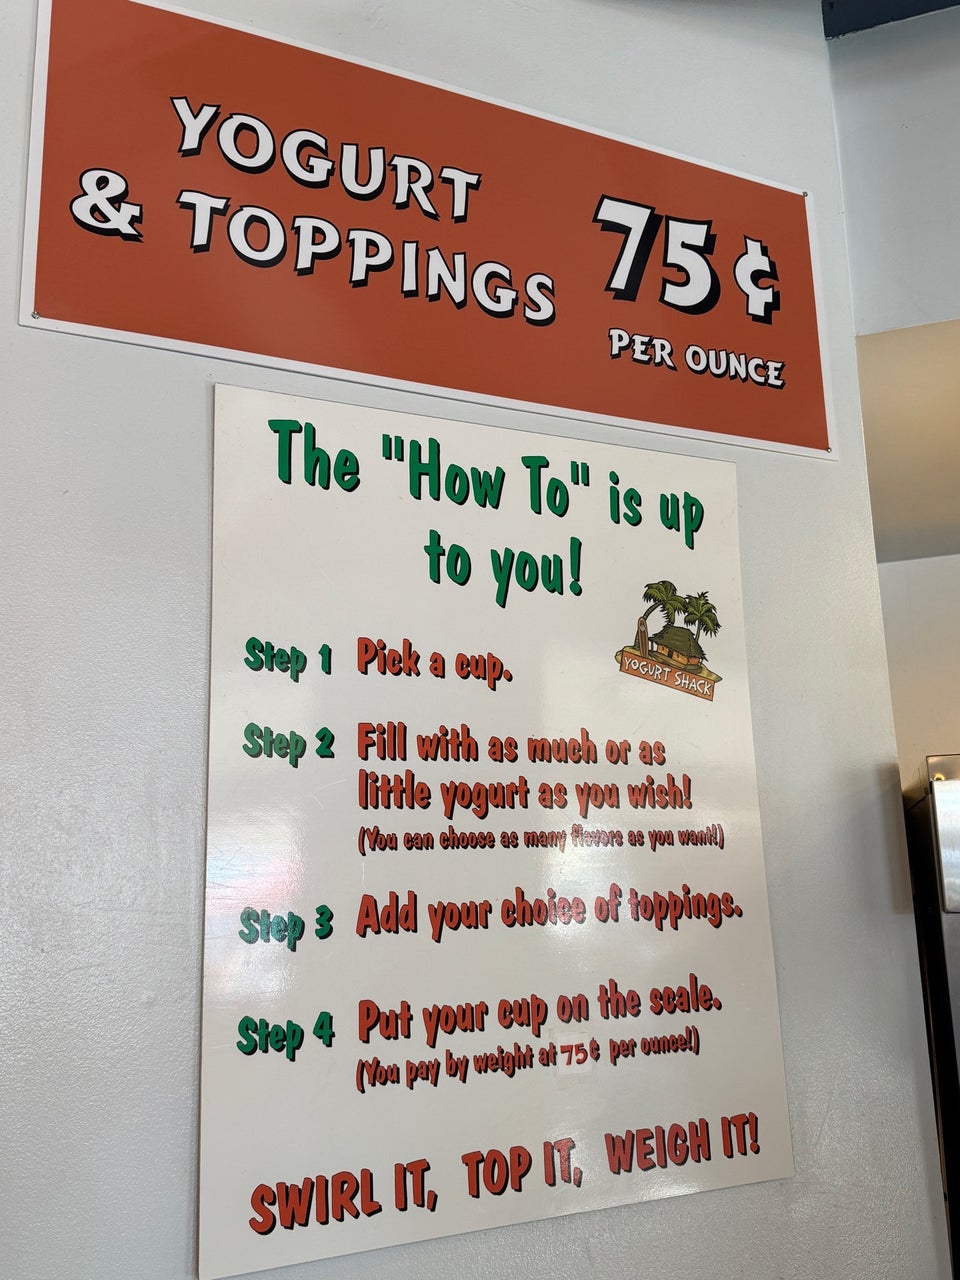 YOGURT
& TOPPINGS
75¢
PER OUNCE
The "How To" is up
to you!
YOGURT SHACK
Step 1 Pick a cup.
Step 2 Fill with as much or as
little yogurt as you wish!
(You can choose as many flavors as you want!)
Step 3 Add your choice of toppings.
Step 4 Put your cup on the scale.
(You pay by weight at 75¢ per ounce!)
SWIRL IT, TOP IT, WEIGH IT!